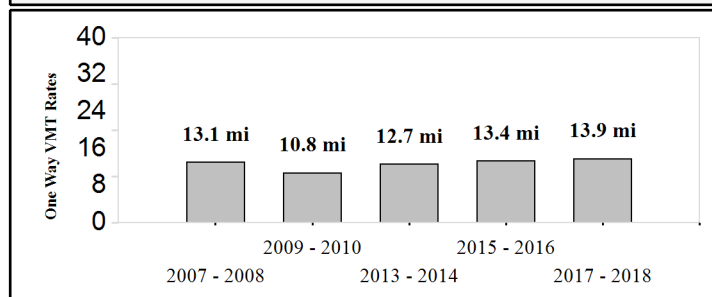 40
32
24
16
8
0
One Way VMT Rates
13.1 mi
10.8 mi
12.7 mi
13.4 mi
13.9 mi
2009 - 2010
2015 - 2016
2007 - 2008
2013 - 2014
2017 - 2018